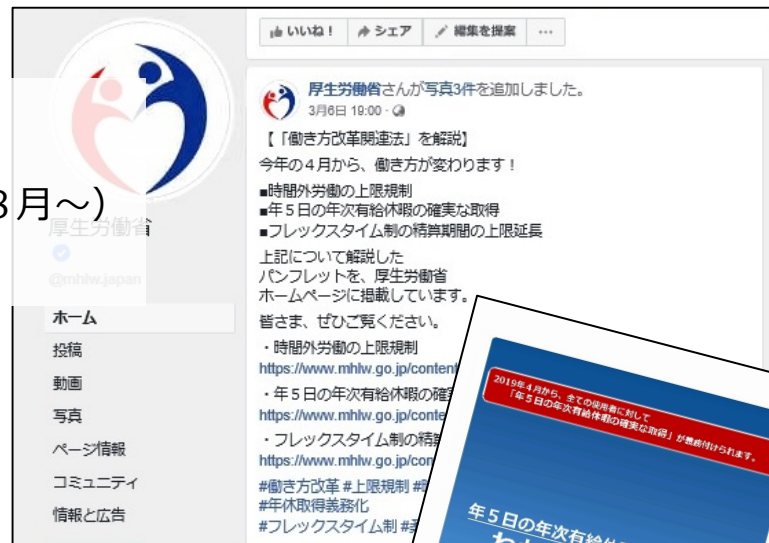 いいね！ シェア 編集を提案 …
厚生労働省さんが写真3件を追加しました。
3月6日 19:00
【「働き方改革関連法」を解説】
今年の４月から、働き方が変わります！
■時間外労働の上限規制
■年５日の年次有給休暇の確実な取得
■フレックスタイム制の精算期間の上限延長
上記について解説した
パンフレットを、厚生労働省
ホームページに掲載しています。
皆さま、ぜひご覧ください。
・時間外労働の上限規制
https://www.mhlw.go.jp/content
・年５日の年次有給休暇の確
https://www.mhlw.go.jp/conte
・フレックスタイム制の精
https://www.mhlw.go.jp/con
#働き方改革 #上限規制
#年休取得義務化
#フレックスタイム制
月～）
厚生労働省
@mhlw.japan
ホーム
投稿
動画
写真
ページ情報
コミュニティ
情報と広告
2019年４月から、全ての使用者に対して
「年５日の年次有給休暇の確実な取得」が義務付けられます。
年５日の年次有給